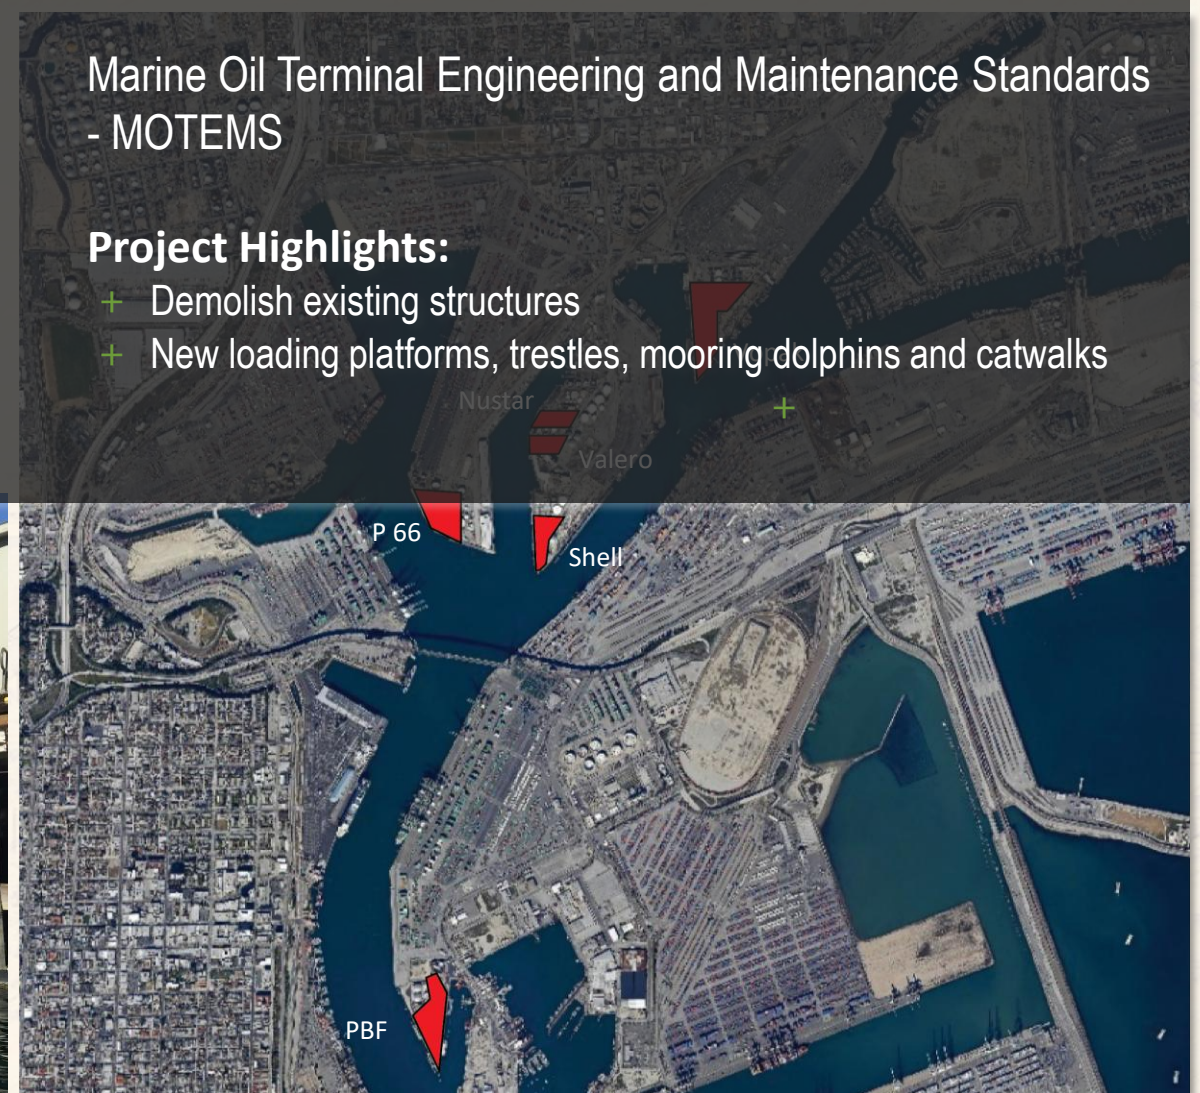 Marine Oil Terminal Engineering and Maintenance Standards
- MOTEMS
Project Highlights:
+ Demolish existing structures
+ New loading platforms, trestles, mooring dolphins and catwalks
+
Nustar
Valero
P 66
Shell
PBF